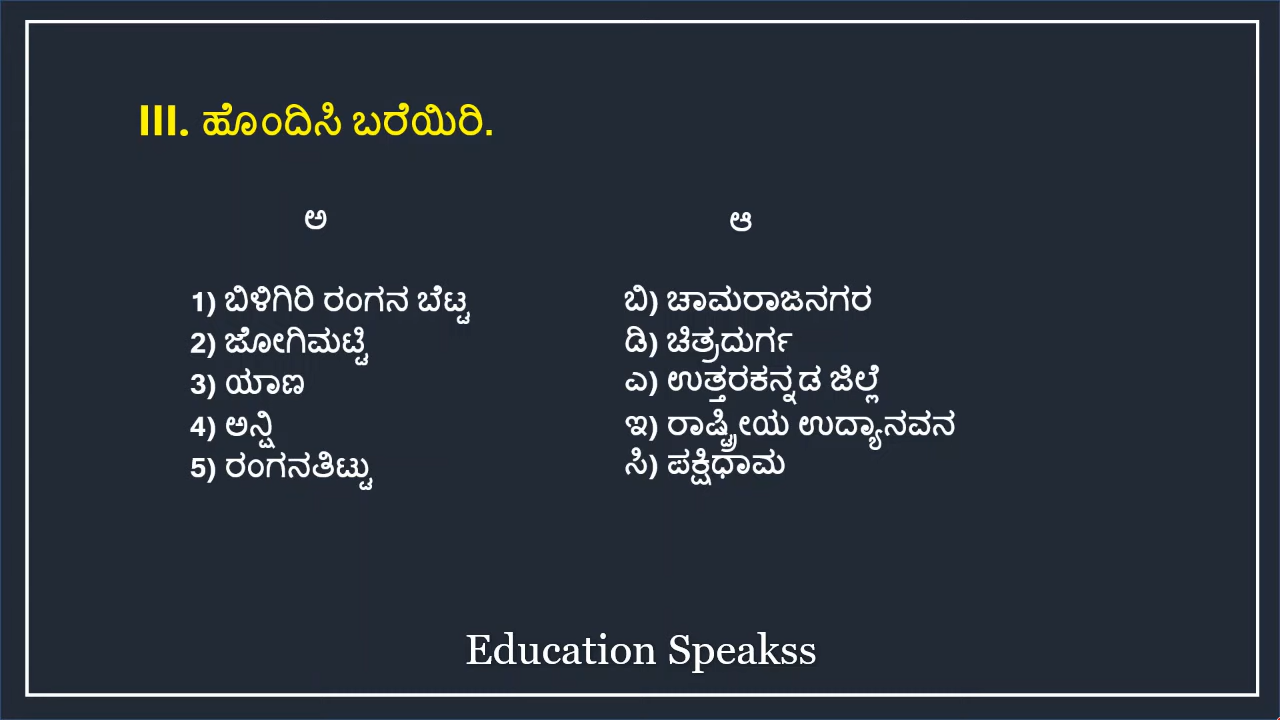 III. ಹೊಂದಿಸಿ ಬರೆಯಿರಿ.
ಅ ಆ
1) ಬಿಳಿಗಿರಿ ರಂಗನ ಬೆಟ್ಟ ಬಿ) ಚಾಮರಾಜನಗರ
2) ಜೋಗಿಮಟ್ಟಿ ಡಿ) ಚಿತ್ರದುರ್ಗ
3) ಯಾಣ ಎ) ಉತ್ತರಕನ್ನಡ ಜಿಲ್ಲೆ
4) ಅನ್ಷಿ ಇ) ರಾಷ್ಟ್ರೀಯ ಉದ್ಯಾನವನ
5) ರಂಗನತಿಟ್ಟು ಸಿ) ಪಕ್ಷಿಧಾಮ
Education Speakss